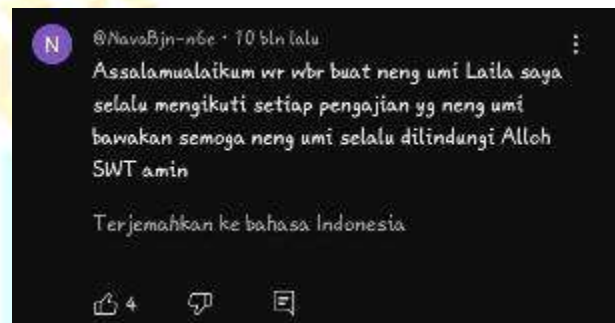 N
@NavaBjn-n6e • 10 bln lalu
Assalamualaikum wr wbr buat neng umi Laila saya
selalu mengikuti setiap pengajian yg neng umi
bawakan semoga neng umi selalu dilindungi Alloh
SWT amin
Terjemahkan ke bahasa Indonesia
4